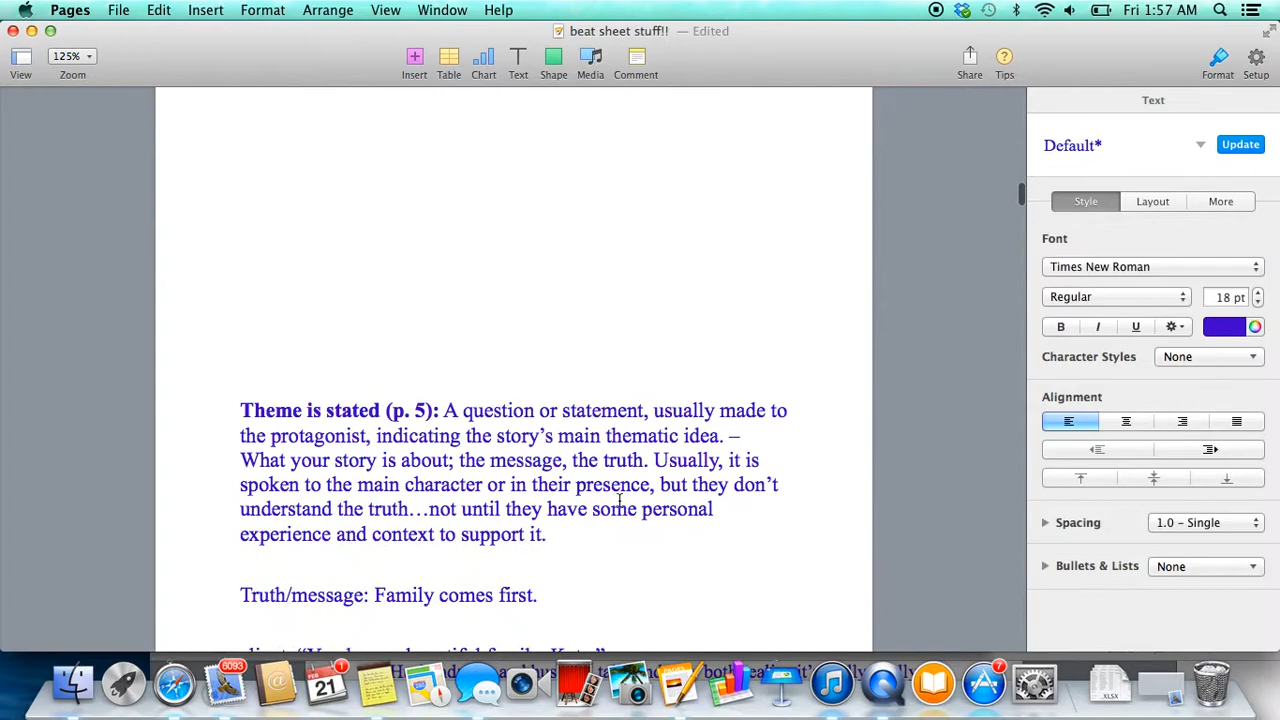 Pages File Edit Insert Format Arrange View Window Help Fri 1:57 AM
beat sheet stuff!! — Edited
125%
View Zoom Insert Table Chart Text Shape Media Comment Share Tips Format Setup
Text
Default* Update
Style Layout More
Font
Times New Roman
Regular 18 pt
B I U
Character Styles None
Alignment
Spacing 1.0 - Single
Bullets & Lists None
Theme is stated (p. 5): A question or statement, usually made to
the protagonist, indicating the story's main thematic idea. –
What your story is about; the message, the truth. Usually, it is
spoken to the main character or in their presence, but they don't
understand the truth…not until they have some personal
experience and context to support it.
Truth/message: Family comes first.
6093
FEB
21
1
7
PAGES
XLSX